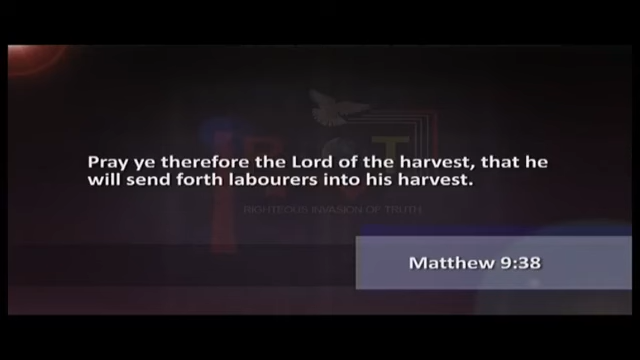 Pray ye therefore the Lord of the harvest, that he
will send forth labourers into his harvest.
RIGHTEOUS INVASION OF TRUTH
Matthew 9:38